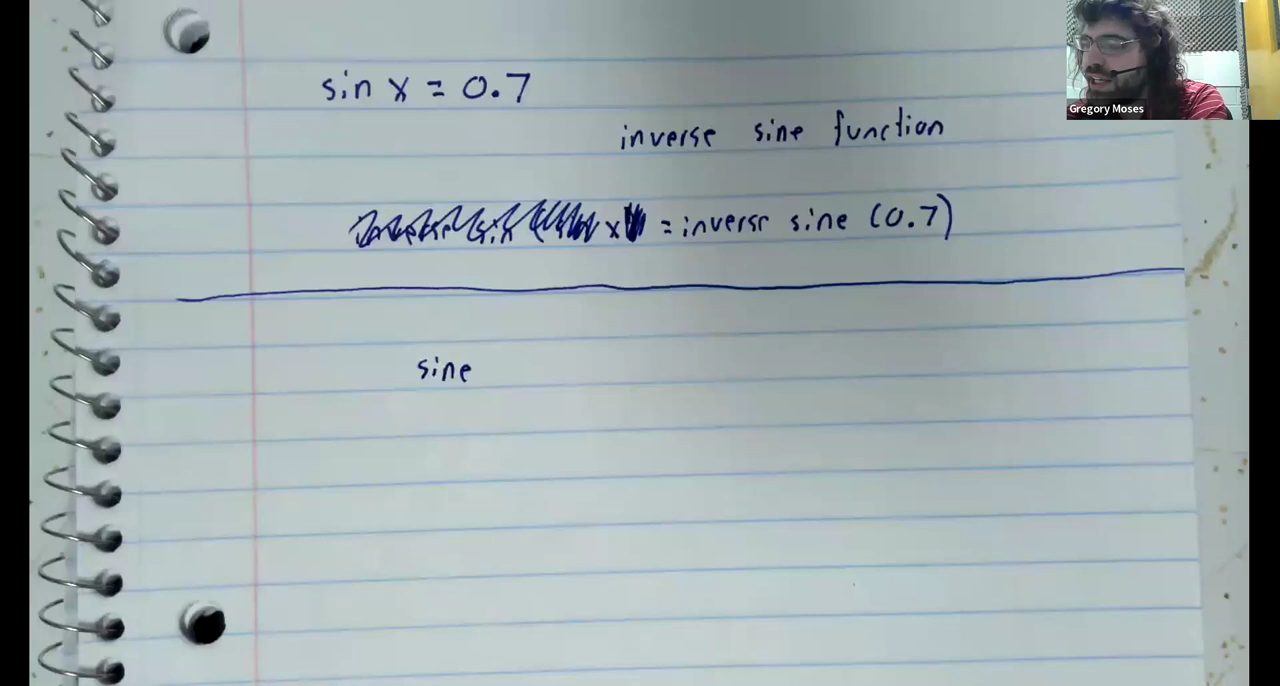 sin x = 0.7
Gregory Moses
inverse sine function
x = inverse sine (0.7)
sine